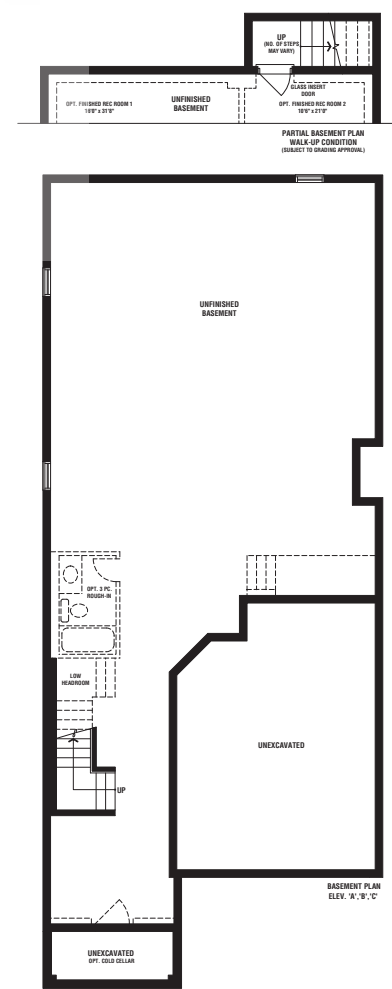 UP
(NO. OF STEPS
MAY VARY)
GLASS INSERT
DOOR
OPT. FINISHED REC ROOM 1
16'0" x 31'8"
UNFINISHED
BASEMENT
OPT. FINISHED REC ROOM 2
10'6" x 21'0"
PARTIAL BASEMENT PLAN
WALK-UP CONDITION
(SUBJECT TO GRADING APPROVAL)
UNFINISHED
BASEMENT
OPT. 3 PC.
ROUGH-IN
LOW
HEADROOM
UNEXCAVATED
UP
BASEMENT PLAN
ELEV. 'A','B','C'
UNEXCAVATED
OPT. COLD CELLAR